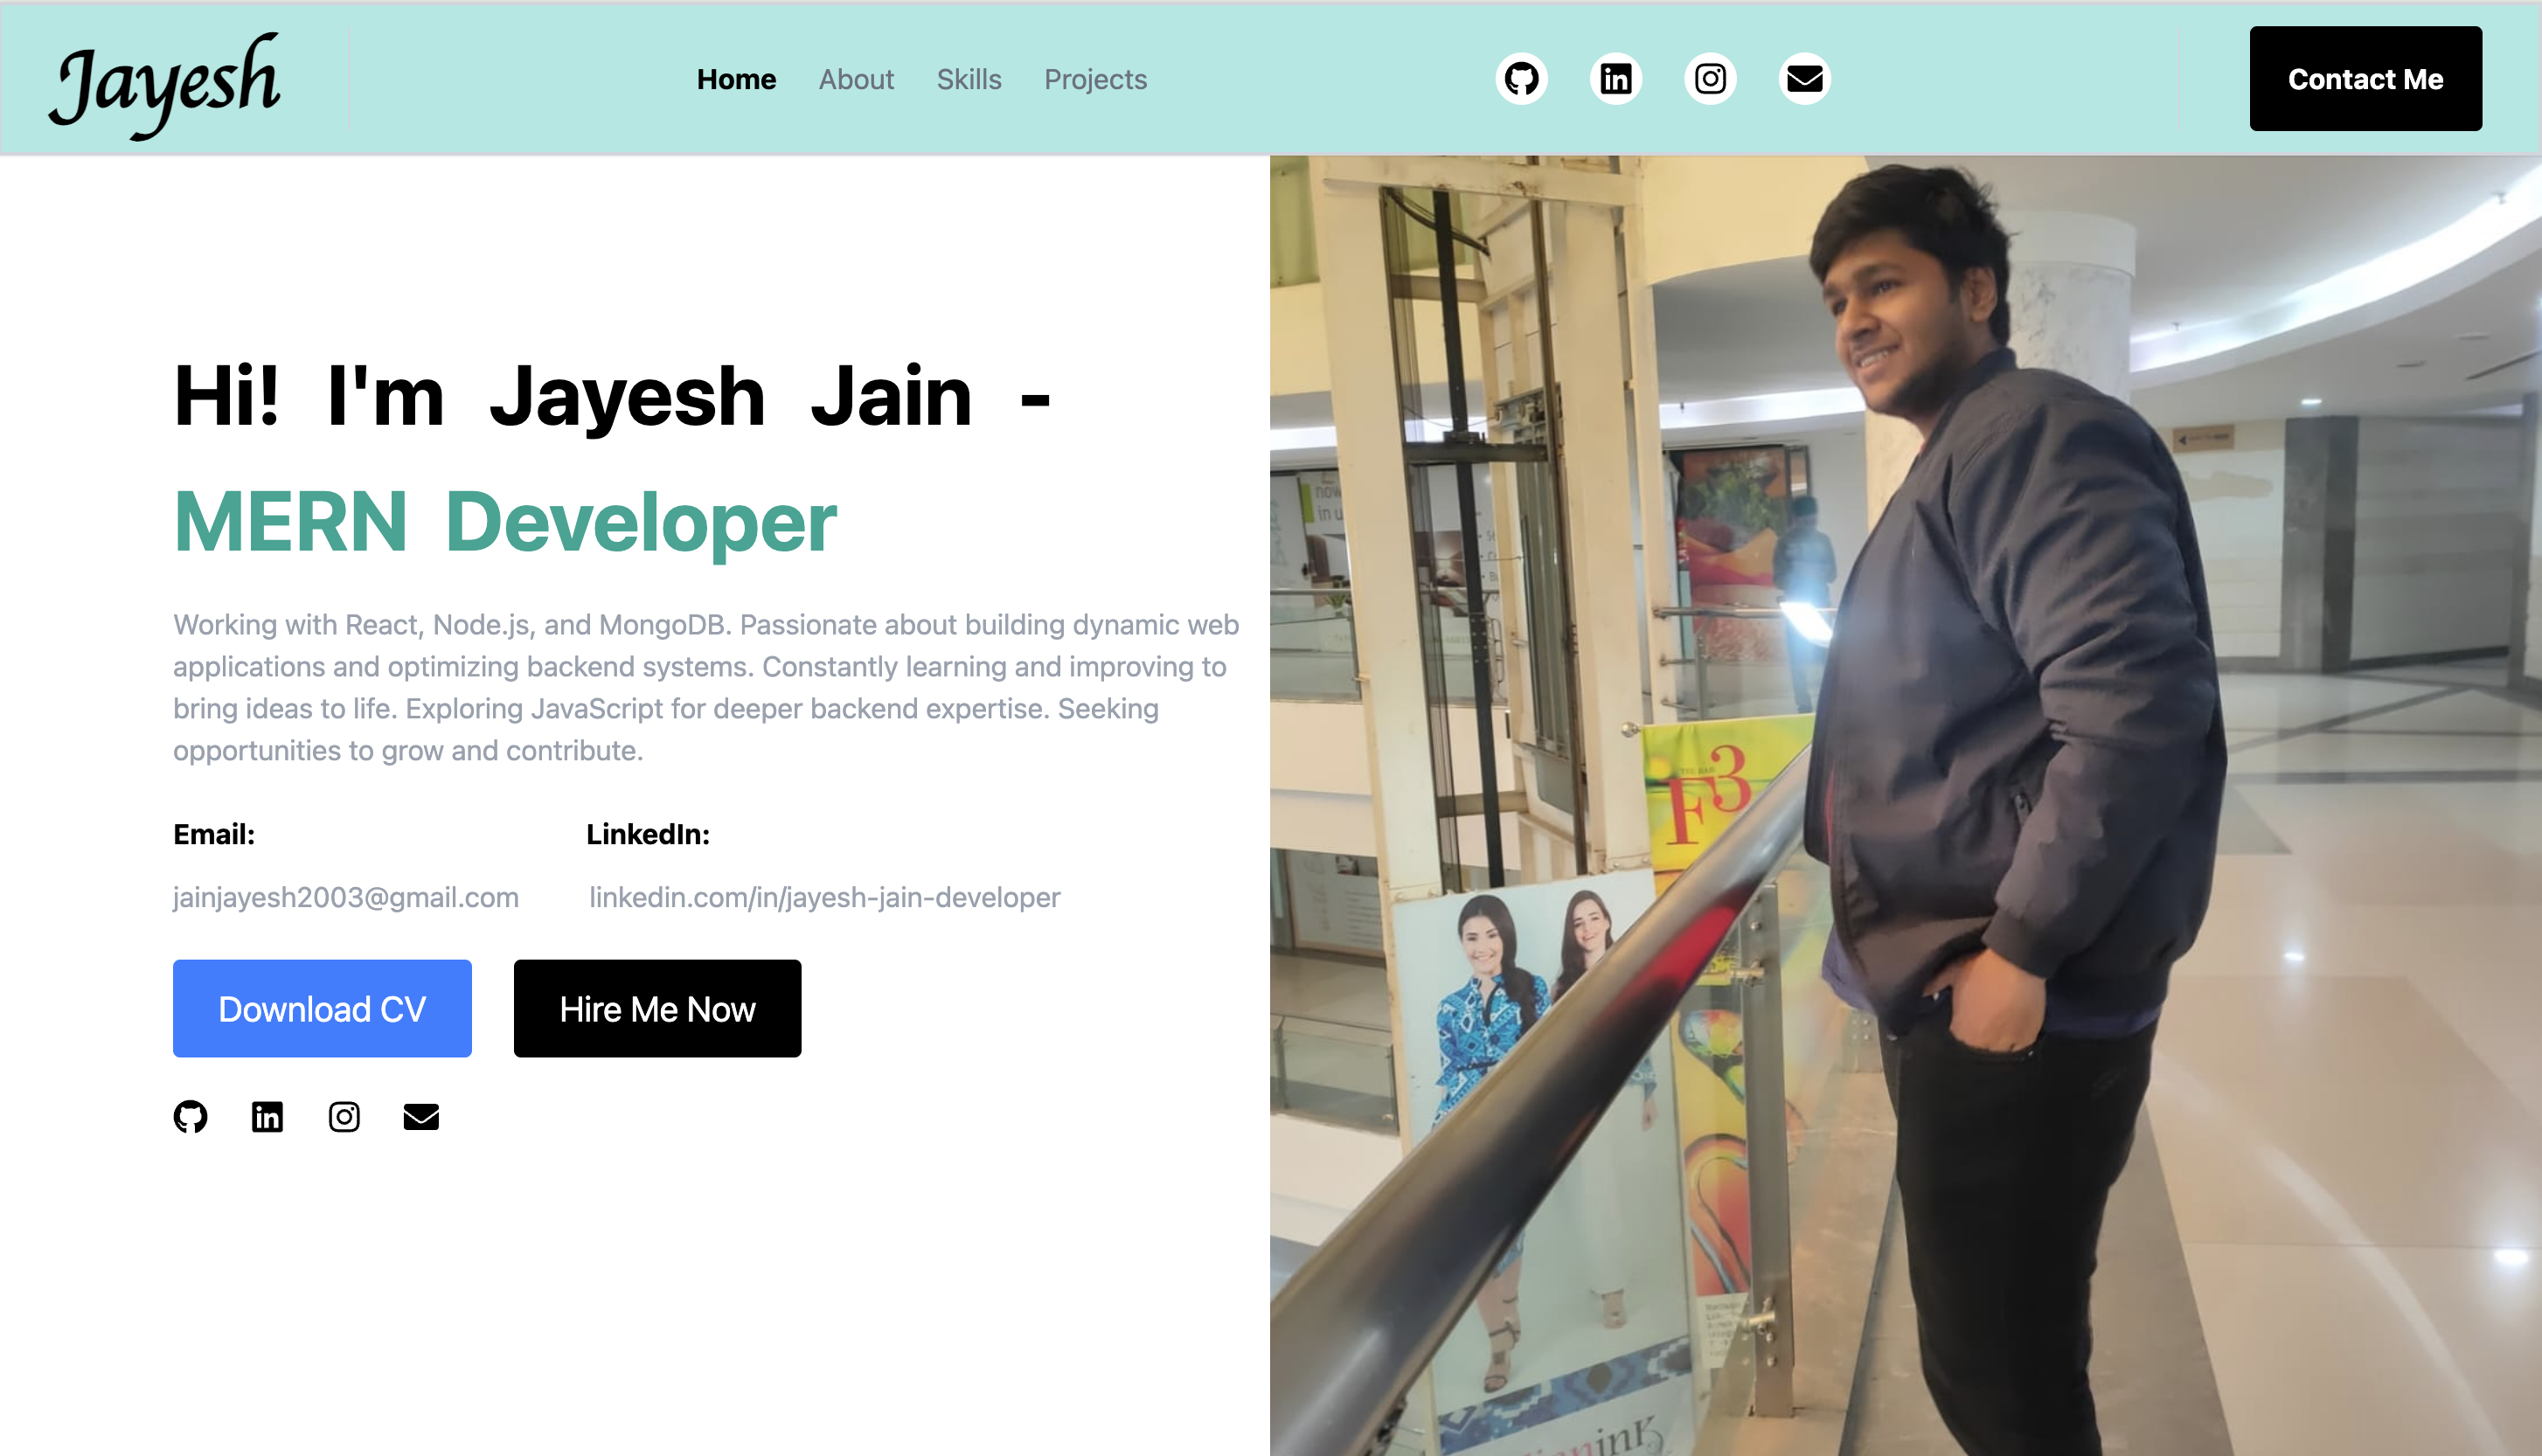 Jayesh
Home About Skills Projects
Contact Me
Hi! I'm Jayesh Jain -
MERN Developer
Working with React, Node.js, and MongoDB. Passionate about building dynamic web
applications and optimizing backend systems. Constantly learning and improving to
bring ideas to life. Exploring JavaScript for deeper backend expertise. Seeking
opportunities to grow and contribute.
Email: LinkedIn:
jainjayesh2003@gmail.com linkedin.com/in/jayesh-jain-developer
Download CV Hire Me Now
now
in
F3